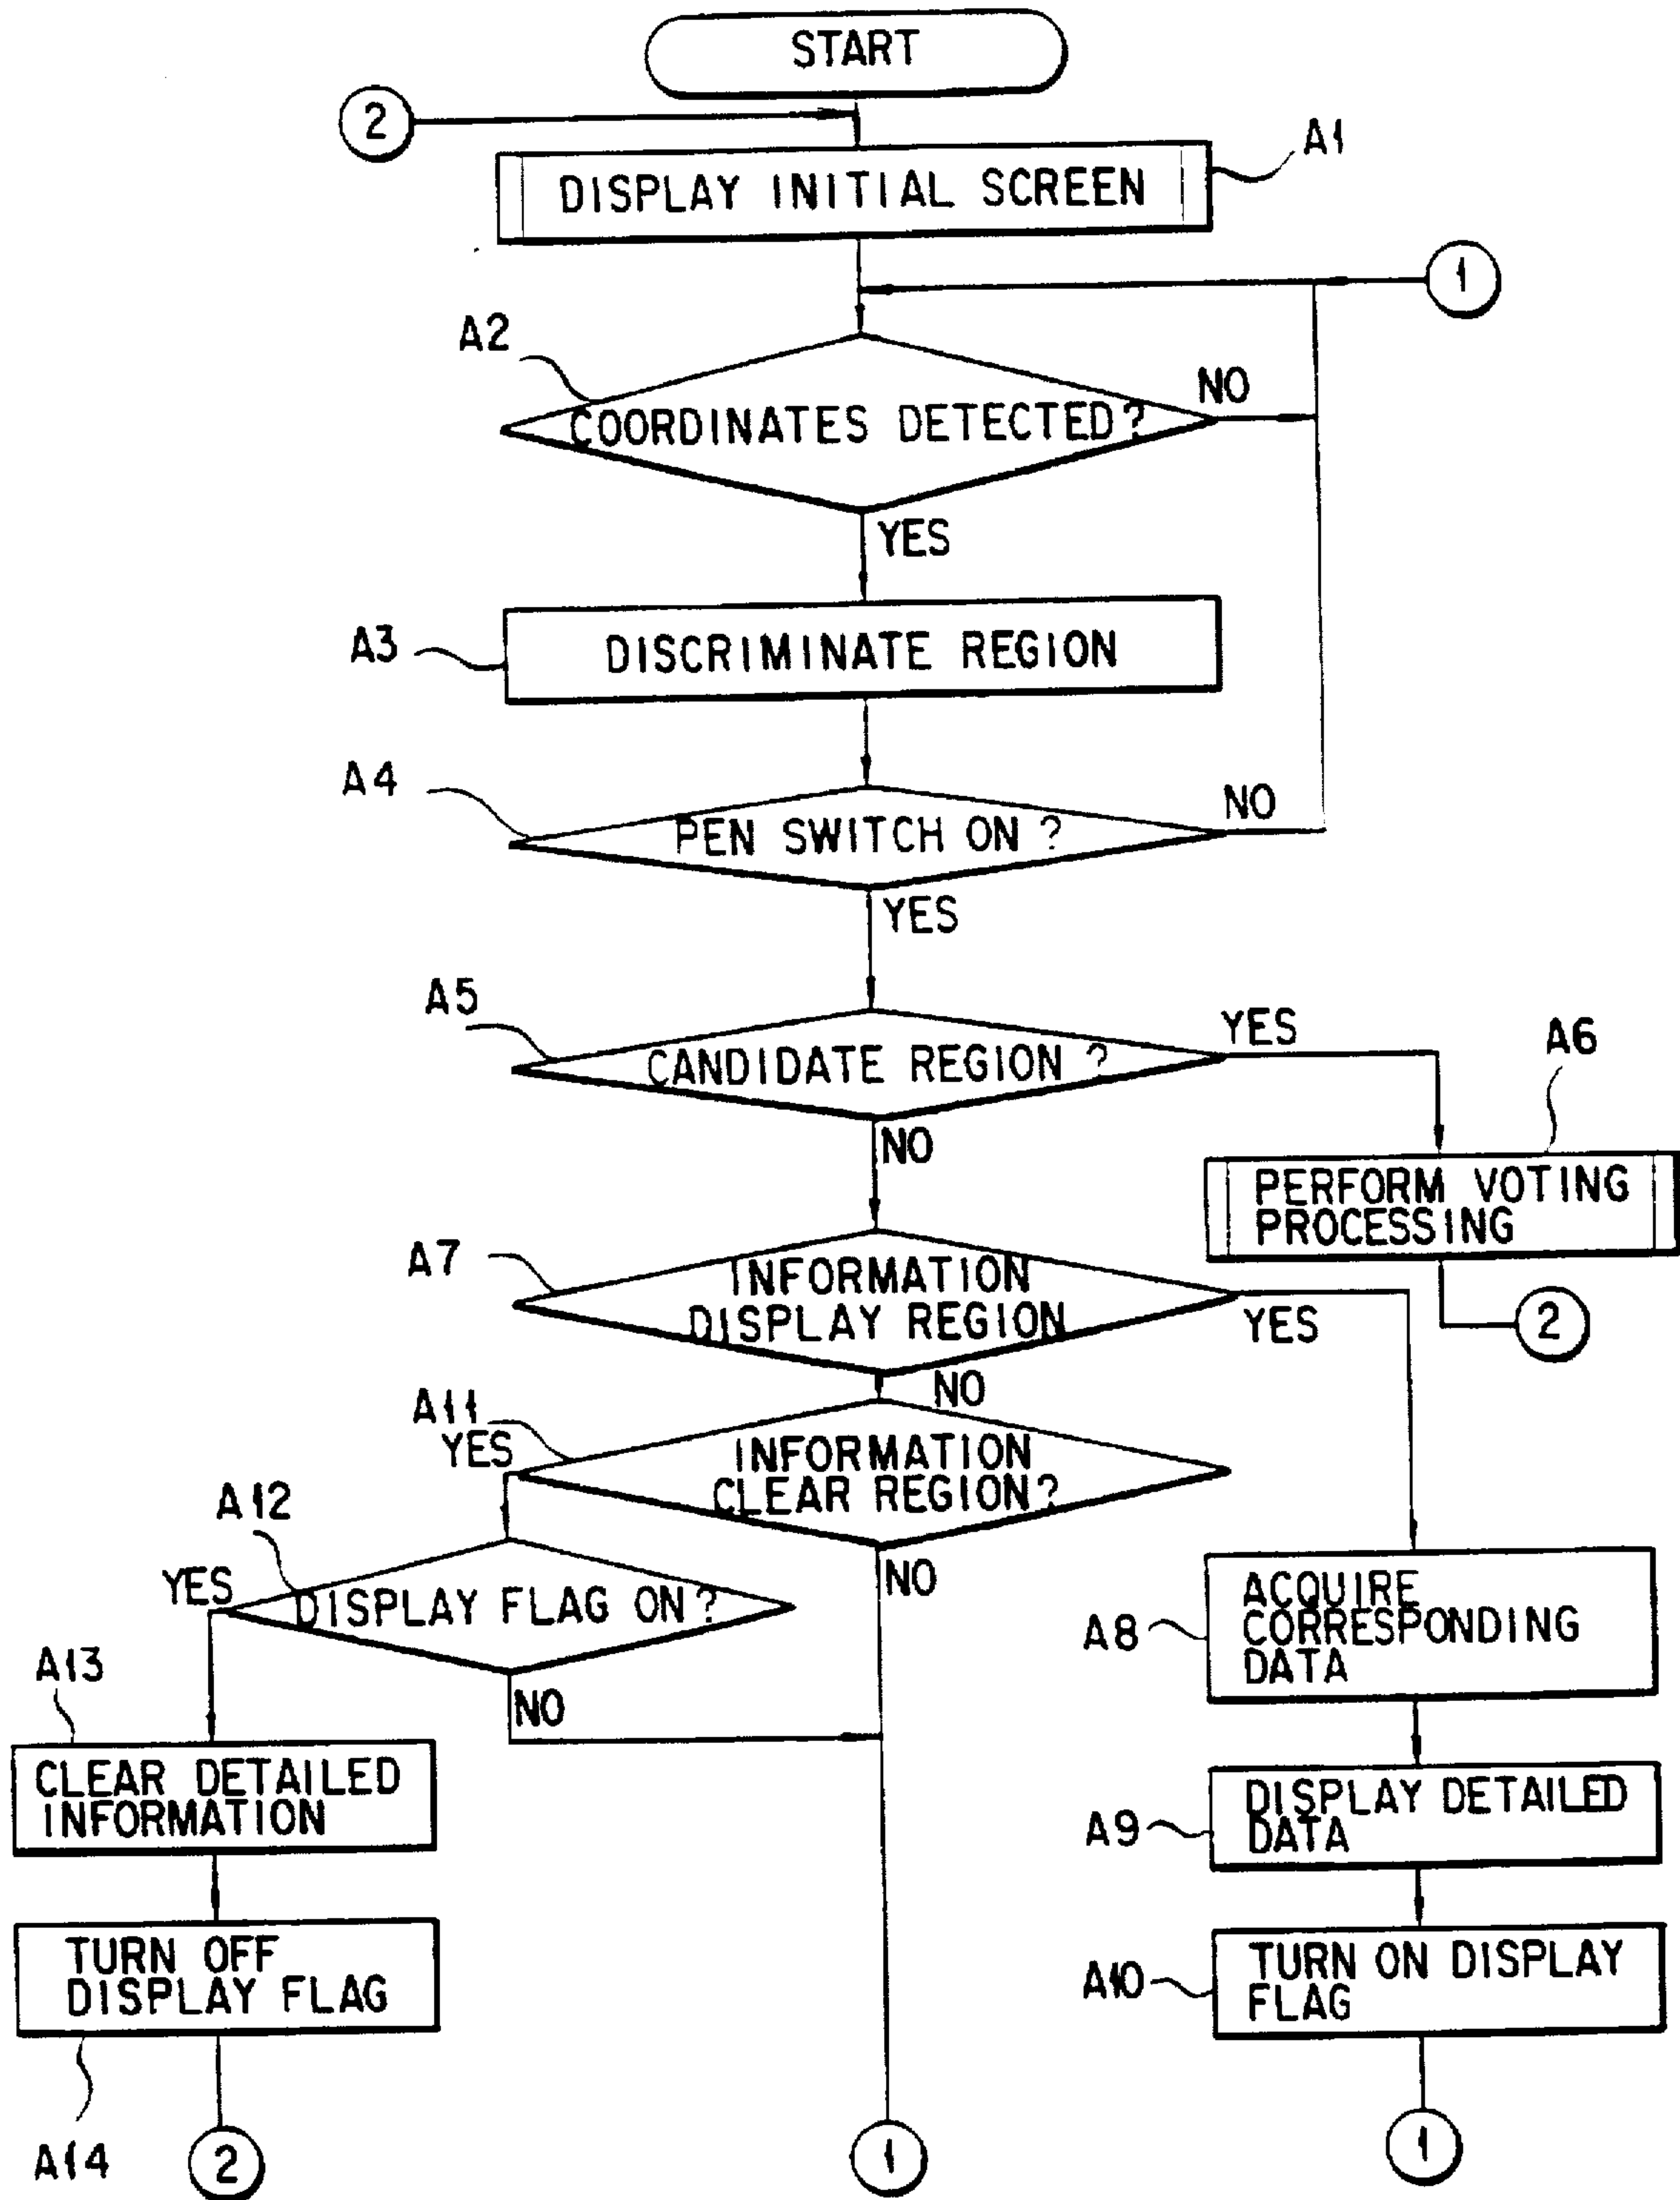 START
2
A1
DISPLAY INITIAL SCREEN
1
A2
NO
COORDINATES DETECTED?
YES
A3
DISCRIMINATE REGION
A4
NO
PEN SWITCH ON ?
YES
A5
YES
CANDIDATE REGION ?
A6
NO
PERFORM VOTING
PROCESSING
A7
INFORMATION
DISPLAY REGION
YES
2
NO
A11
YES
INFORMATION
CLEAR REGION?
A12
NO
YES
DISPLAY FLAG ON?
A8
ACQUIRE
CORRESPONDING
DATA
A13
NO
CLEAR DETAILED
INFORMATION
A9
DISPLAY DETAILED
DATA
TURN OFF
DISPLAY FLAG
A10
TURN ON DISPLAY
FLAG
A14
2
1
1